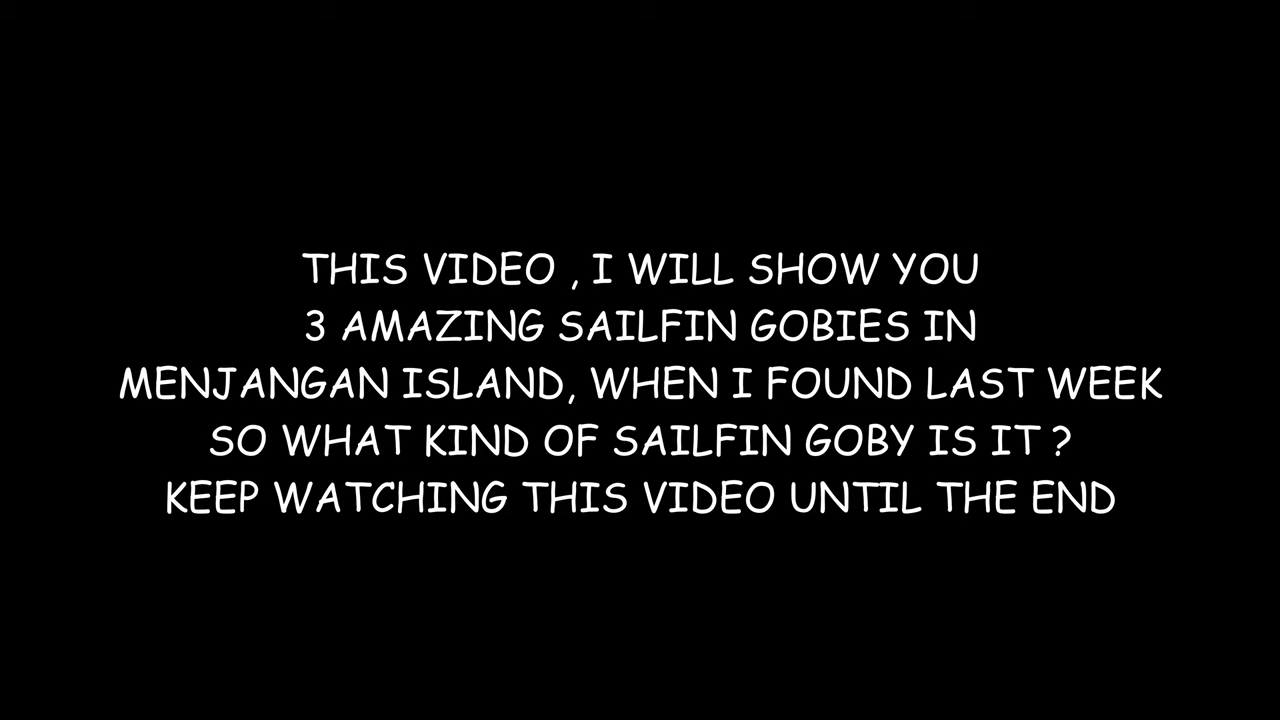 THIS VIDEO , I WILL SHOW YOU
3 AMAZING SAILFIN GOBIES IN
MENJANGAN ISLAND, WHEN I FOUND LAST WEEK
SO WHAT KIND OF SAILFIN GOBY IS IT ?
KEEP WATCHING THIS VIDEO UNTIL THE END